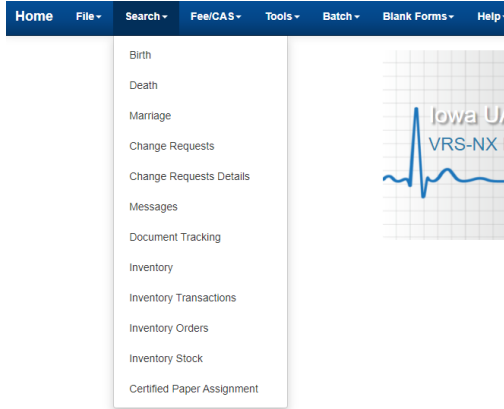 Home File Search Fee/CAS Tools Batch Blank Forms Help
Birth
Death
Marriage
Change Requests
Change Requests Details
Messages
Document Tracking
Inventory
Inventory Transactions
Inventory Orders
Inventory Stock
Certified Paper Assignment
Iowa UA
VRS-NX